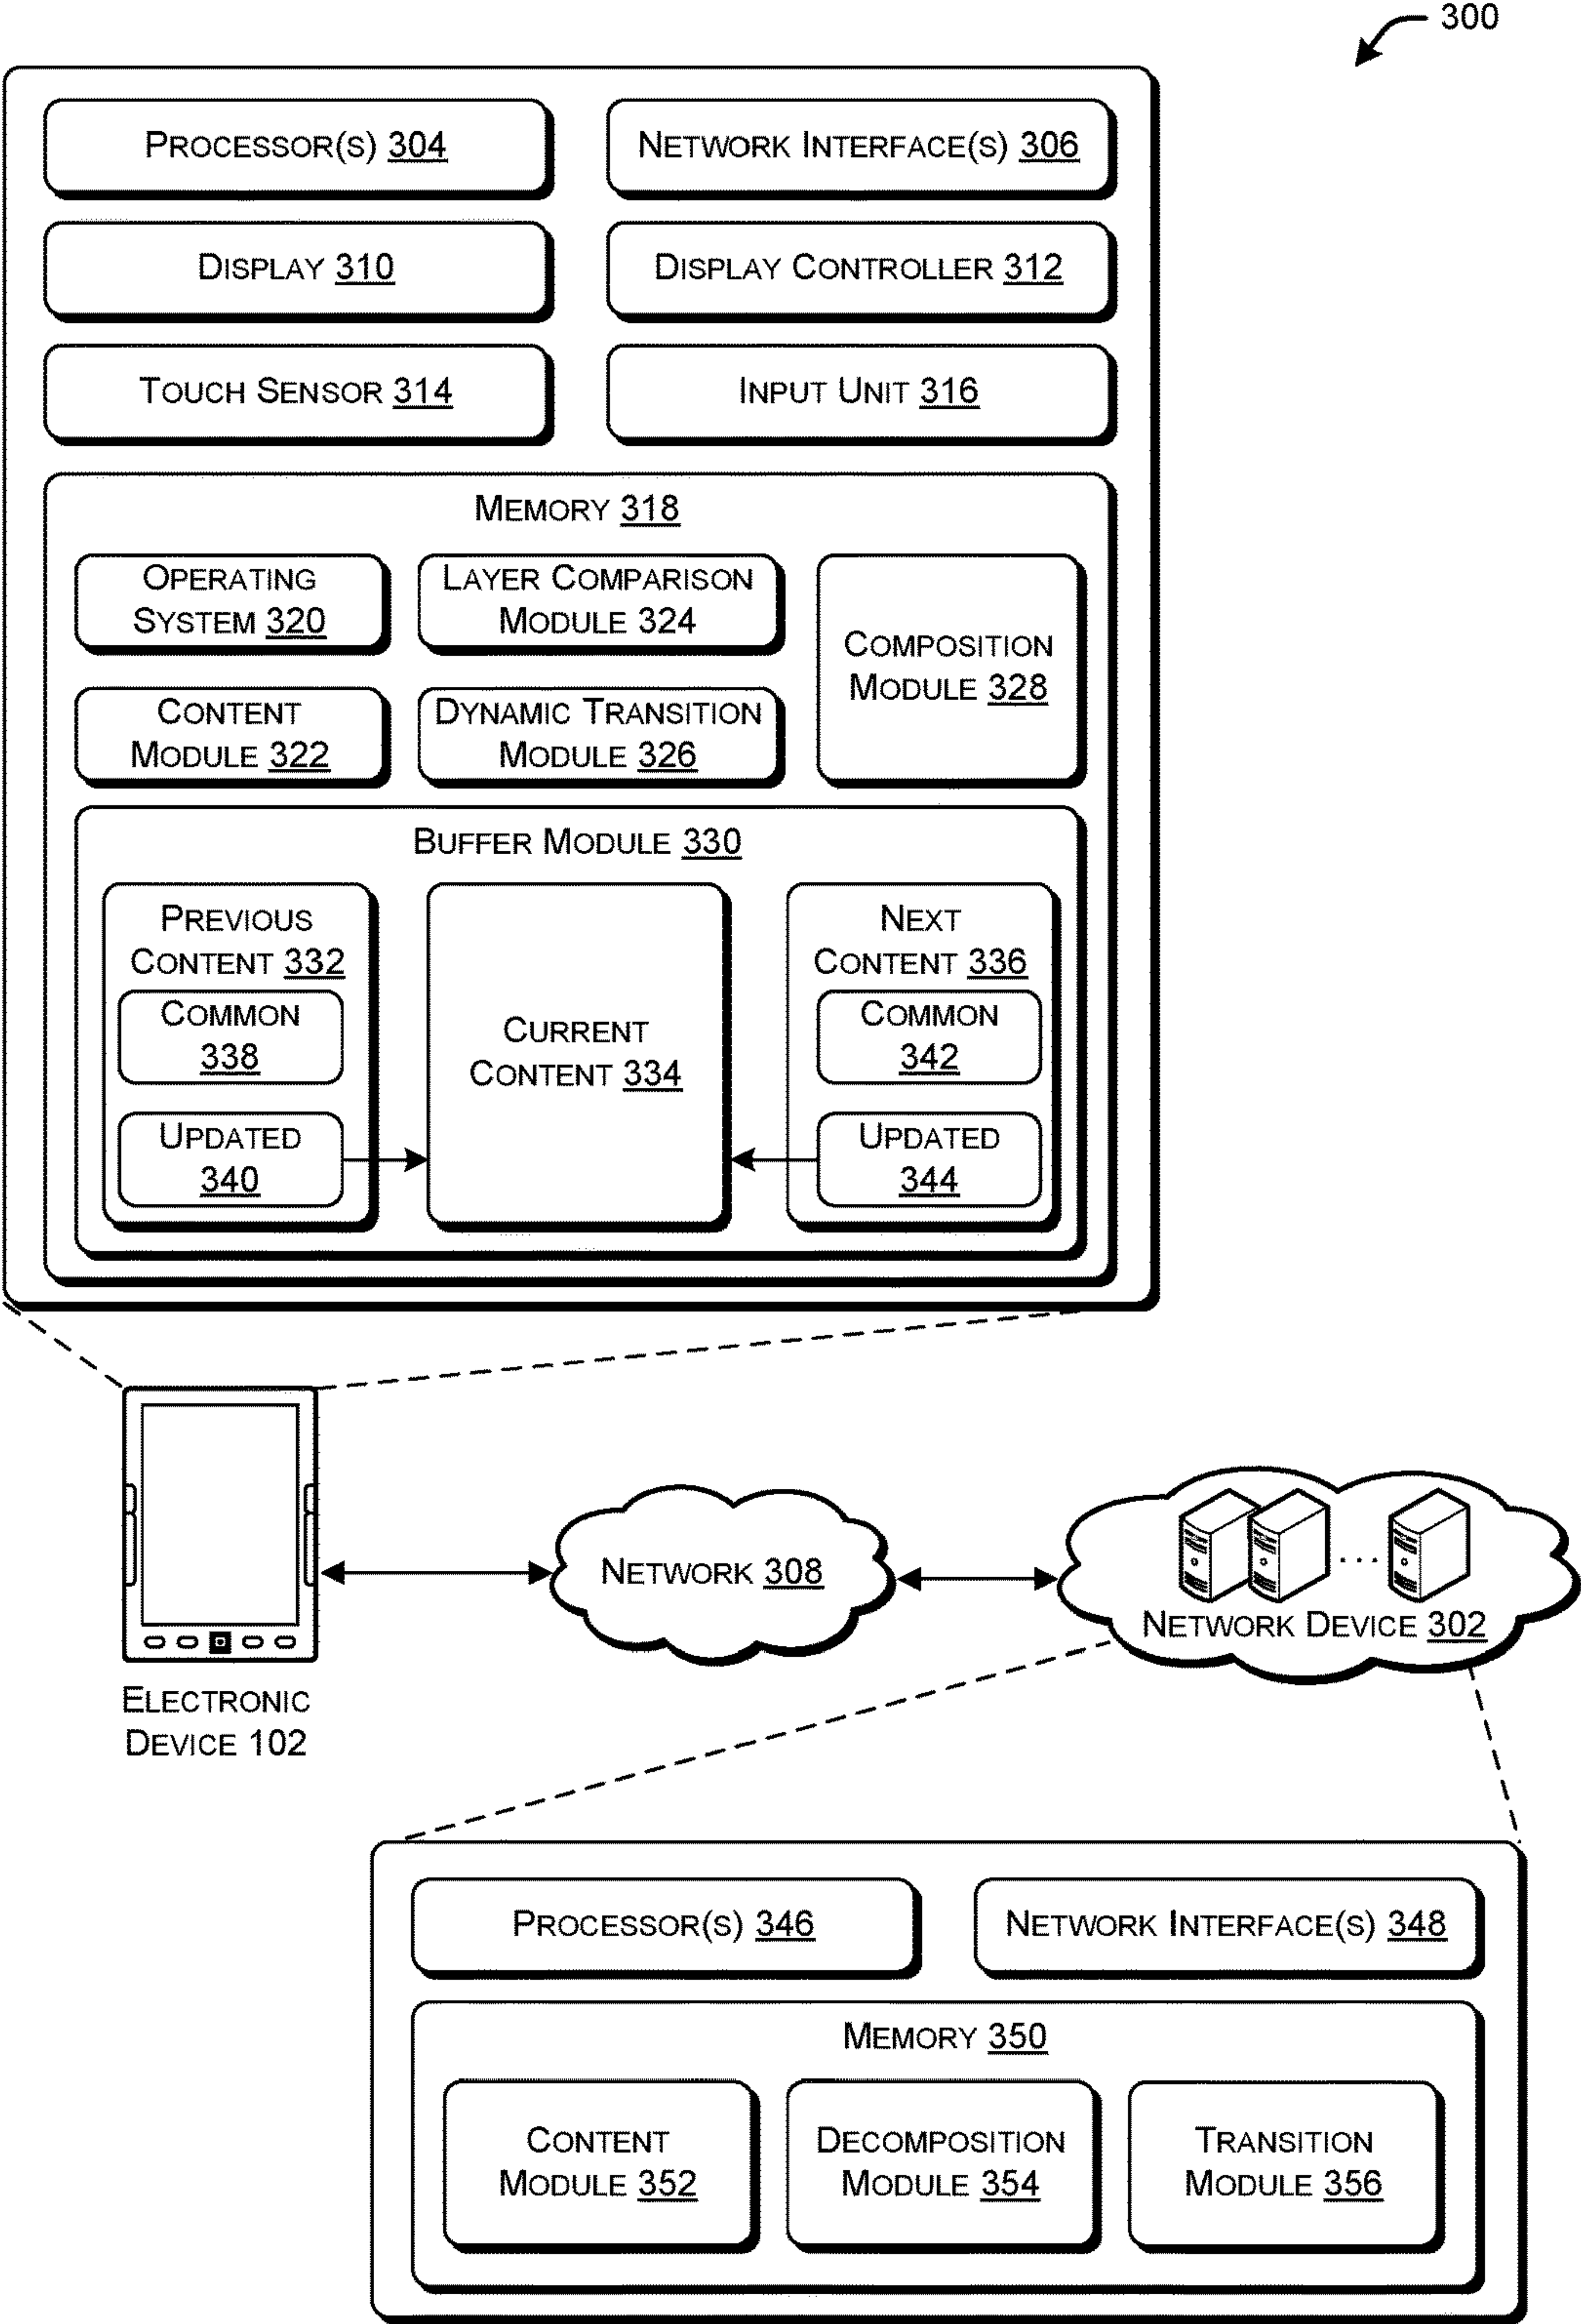 300
PROCESSOR(S) 304
NETWORK INTERFACE(S) 306
DISPLAY 310
DISPLAY CONTROLLER 312
TOUCH SENSOR 314
INPUT UNIT 316
MEMORY 318
OPERATING
SYSTEM 320
LAYER COMPARISON
MODULE 324
COMPOSITION
MODULE 328
CONTENT
MODULE 322
DYNAMIC TRANSITION
MODULE 326
BUFFER MODULE 330
PREVIOUS
CONTENT 332
COMMON
338
UPDATED
340
CURRENT
CONTENT 334
NEXT
CONTENT 336
COMMON
342
UPDATED
344
NETWORK 308
...
NETWORK DEVICE 302
ELECTRONIC
DEVICE 102
PROCESSOR(S) 346
NETWORK INTERFACE(S) 348
MEMORY 350
CONTENT
MODULE 352
DECOMPOSITION
MODULE 354
TRANSITION
MODULE 356